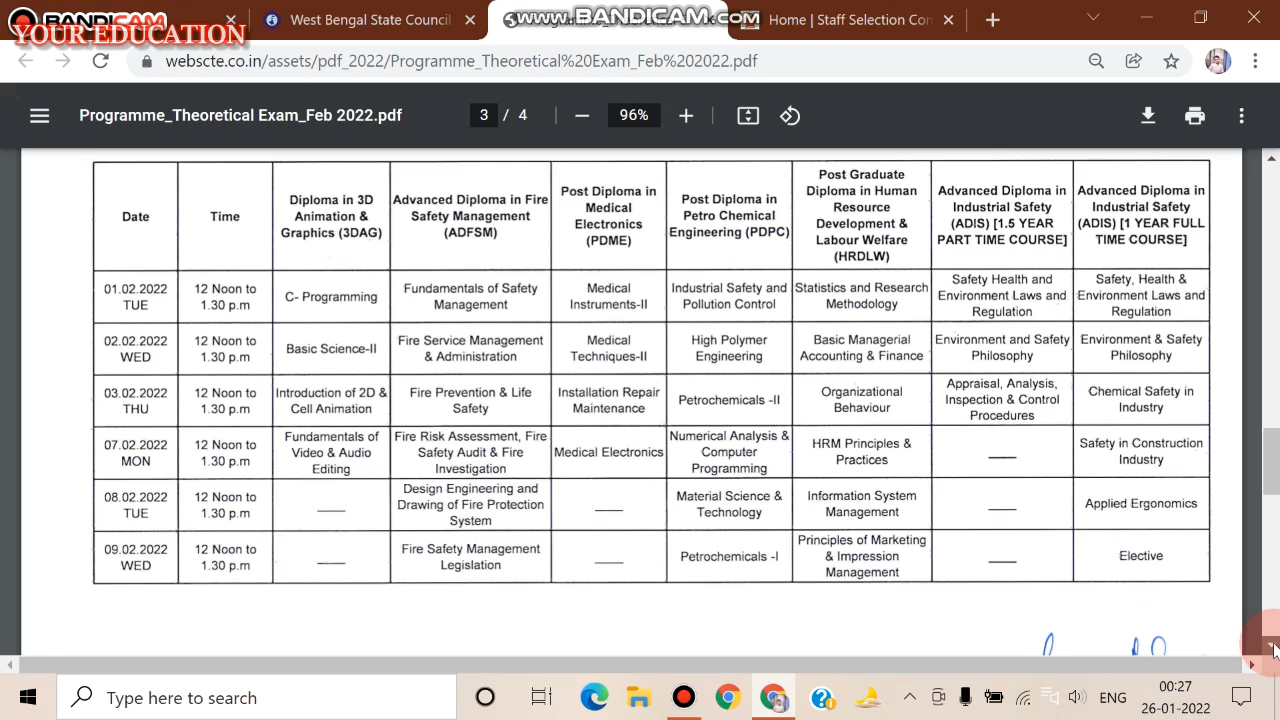 BANDICAM
YOUR EDUCATION
West Bengal State Council
www.BANDICAM.com
Home | Staff Selection Con
webscte.co.in/assets/pdf_2022/Programme_Theoretical%20Exam_Feb%202022.pdf
Programme_Theoretical Exam_Feb 2022.pdf
3 / 4
96%
Date
Time
Diploma in 3D
Animation &
Graphics (3DAG)
Advanced Diploma in Fire
Safety Management
(ADFSM)
Post Diploma in
Medical
Electronics
(PDME)
Post Diploma in
Petro Chemical
Engineering (PDPC)
Post Graduate
Diploma in Human
Resource
Development &
Labour Welfare
(HRDLW)
Advanced Diploma in
Industrial Safety
(ADIS) [1.5 YEAR
PART TIME COURSE]
Advanced Diploma in
Industrial Safety
(ADIS) [1 YEAR FULL
TIME COURSE]
01.02.2022
TUE
12 Noon to
1.30 p.m
C- Programming
Fundamentals of Safety
Management
Medical
Instruments-II
Industrial Safety and
Pollution Control
Statistics and Research
Methodology
Safety Health and
Environment Laws and
Regulation
Safety, Health &
Environment Laws and
Regulation
02.02.2022
WED
12 Noon to
1.30 p.m
Basic Science-II
Fire Service Management
& Administration
Medical
Techniques-II
High Polymer
Engineering
Basic Managerial
Accounting & Finance
Environment and Safety
Philosophy
Environment & Safety
Philosophy
03.02.2022
THU
12 Noon to
1.30 p.m
Introduction of 2D &
Cell Animation
Fire Prevention & Life
Safety
Installation Repair
Maintenance
Petrochemicals -II
Organizational
Behaviour
Appraisal, Analysis,
Inspection & Control
Procedures
Chemical Safety in
Industry
07.02.2022
MON
12 Noon to
1.30 p.m
Fundamentals of
Video & Audio
Editing
Fire Risk Assessment, Fire
Safety Audit & Fire
Investigation
Medical Electronics
Numerical Analysis &
Computer
Programming
HRM Principles &
Practices
Safety in Construction
Industry
08.02.2022
TUE
12 Noon to
1.30 p.m
Design Engineering and
Drawing of Fire Protection
System
Material Science &
Technology
Information System
Management
Applied Ergonomics
09.02.2022
WED
12 Noon to
1.30 p.m
Fire Safety Management
Legislation
Petrochemicals -I
Principles of Marketing
& Impression
Management
Elective
Type here to search
ENG
00:27
26-01-2022